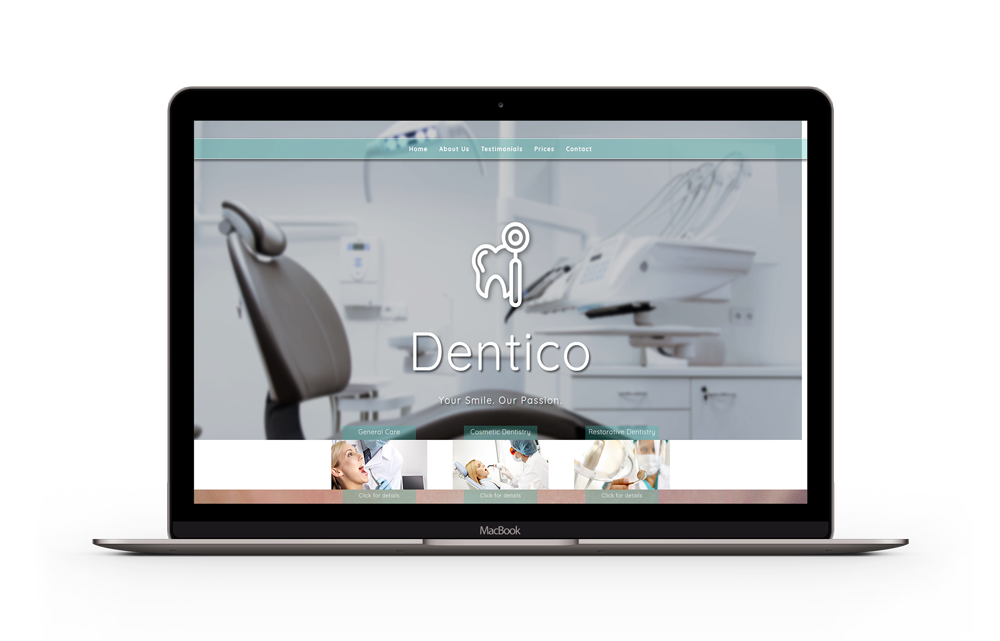 Home About Us Testimonials Prices Contact
Dentico
Your Smile. Our Passion.
General Care Cosmetic Dentistry Restorative Dentistry
Click for details Click for details Click for details
MacBook